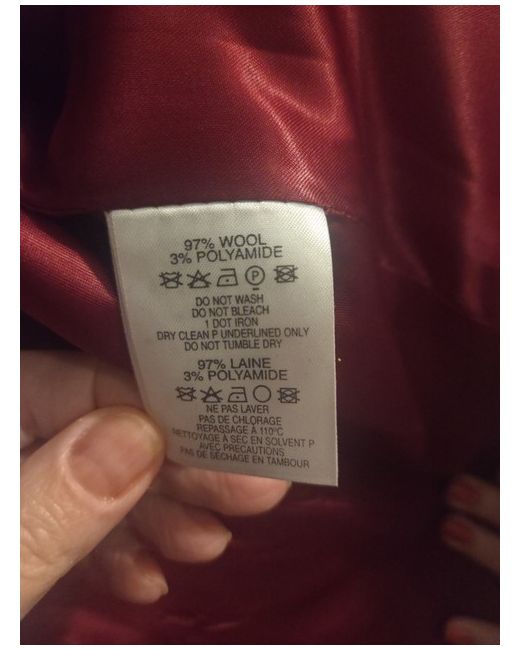 97% WOOL
3% POLYAMIDE
P
DO NOT WASH
DO NOT BLEACH
1 DOT IRON
DRY CLEAN P UNDERLINED ONLY
DO NOT TUMBLE DRY
97% LAINE
3% POLYAMIDE
NE PAS LAVER
PAS DE CHLORAGE
REPASSAGE À 110°C
NETTOYAGE À SEC EN SOLVENT P
AVEC PRECAUTIONS
PAS DE SÉCHAGE EN TAMBOUR